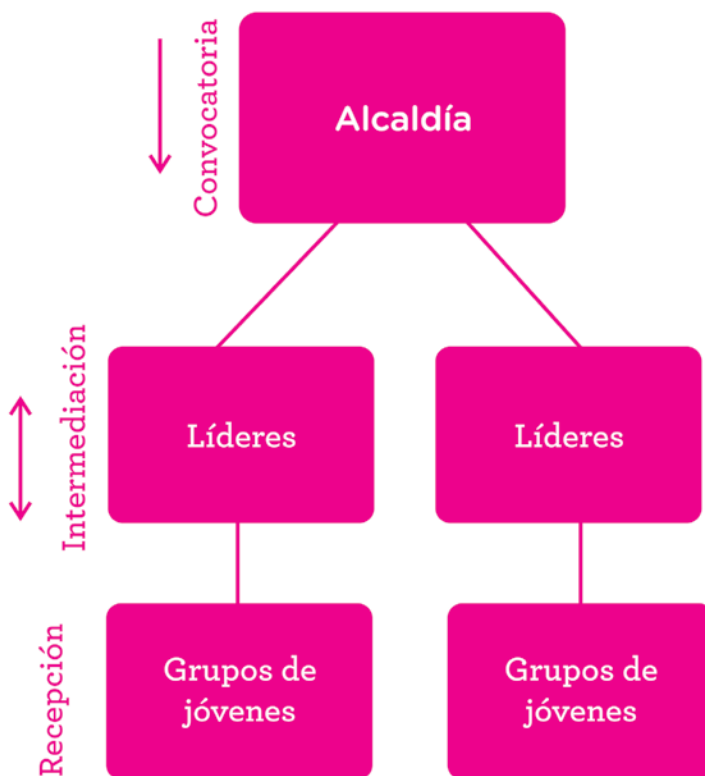 Convocatoria
Alcaldía
Intermediación
Líderes
Líderes
Recepción
Grupos de
jóvenes
Grupos de
jóvenes